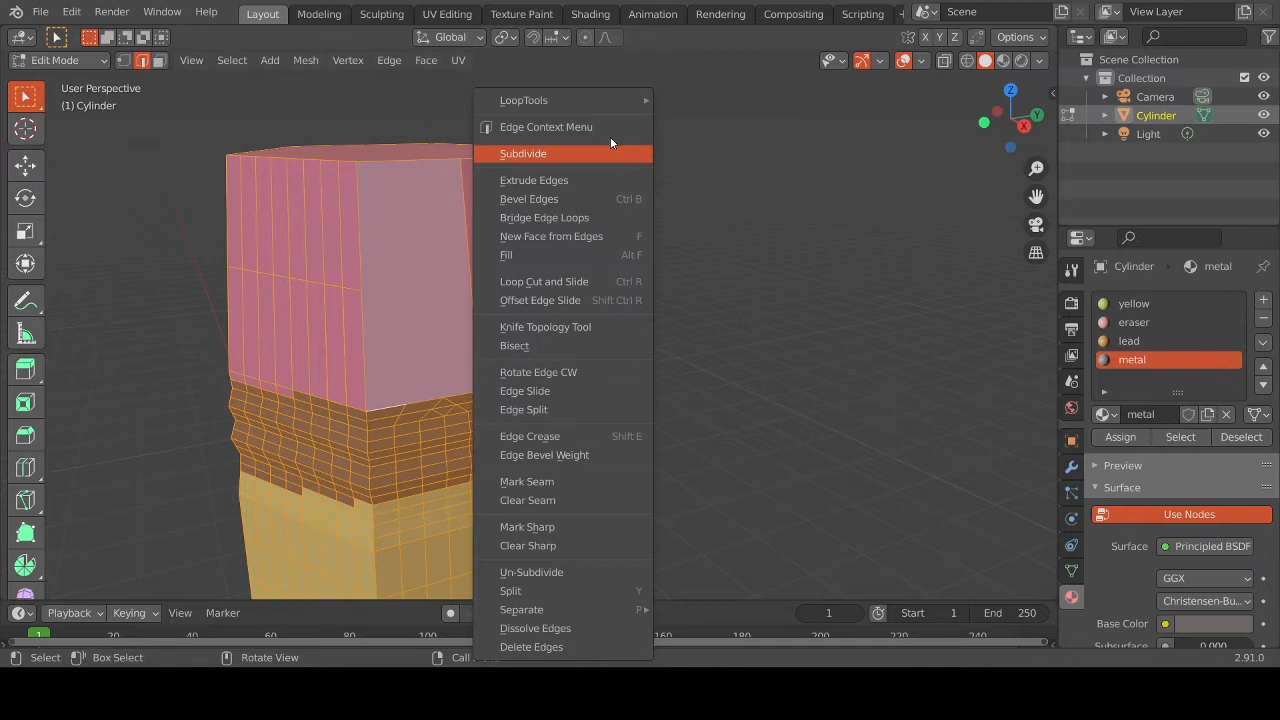 File Edit Render Window Help
Layout Modeling Sculpting UV Editing Texture Paint Shading Animation Rendering Compositing Scripting +
Scene
View Layer
Global
X Y Z
Options
Edit Mode
View Select Add Mesh Vertex Edge Face UV
User Perspective
(1) Cylinder
Z
Y
X
LoopTools
Edge Context Menu
Subdivide
Extrude Edges
Bevel Edges Ctrl B
Bridge Edge Loops
New Face from Edges F
Fill Alt F
Loop Cut and Slide Ctrl R
Offset Edge Slide Shift Ctrl R
Knife Topology Tool
Bisect
Rotate Edge CW
Edge Slide
Edge Split
Edge Crease Shift E
Edge Bevel Weight
Mark Seam
Clear Seam
Mark Sharp
Clear Sharp
Un-Subdivide
Split Y
Separate P
Dissolve Edges
Delete Edges
Scene Collection
Collection
Camera
Cylinder
Light
Cylinder metal
yellow
eraser
lead
metal
metal
Assign Select Deselect
Preview
Surface
Use Nodes
Surface Principled BSDF
GGX
Christensen-Bu...
Base Color
Subsurface 0.000
Playback Keying View Marker
1 Start 1 End 250
1 20 40 60 80 100 160 180 200 220 240
Select Box Select Rotate View Call
2.91.0